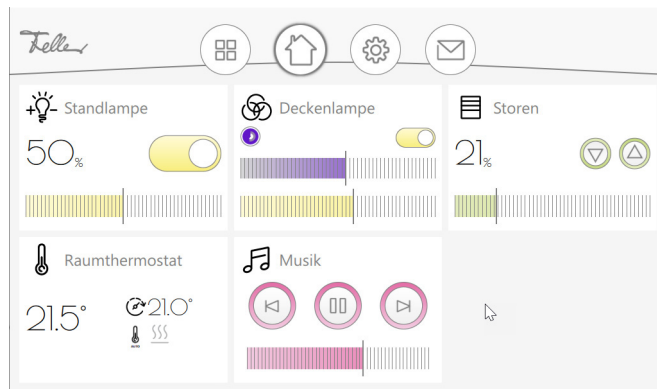 Feller
Standlampe
50%
Deckenlampe
Storen
21%
Raumthermostat
21.5°
21.0°
Musik